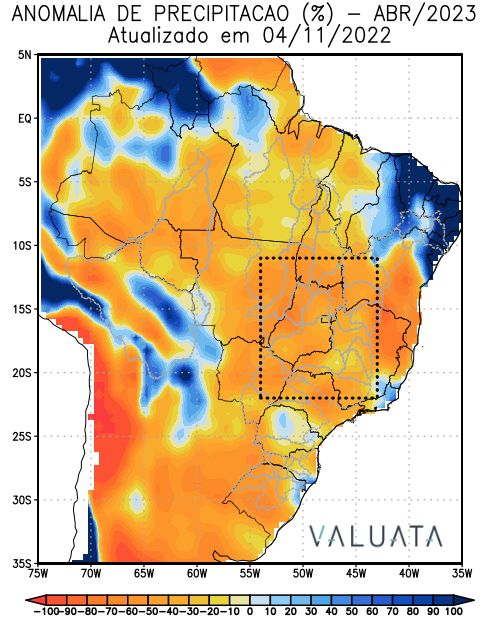 ANOMALIA DE PRECIPITACAO (%) – ABR/2023
Atualizado em 04/11/2022
5N
EQ
5S
10S
15S
20S
25S
30S
35S
VALUATA
75W 70W 65W 60W 55W 50W 45W 40W 35W
-100 -90 -80 -70 -60 -50 -40 -30 -20 -10 0 10 20 30 40 50 60 70 80 90 100